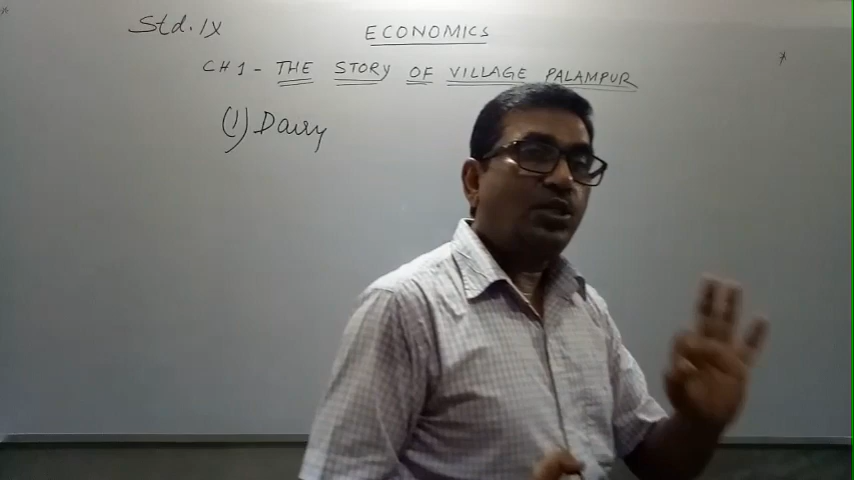 Std. IX
ECONOMICS
CH 1 - THE STORY OF VILLAGE PALAMPUR
(1) Dairy